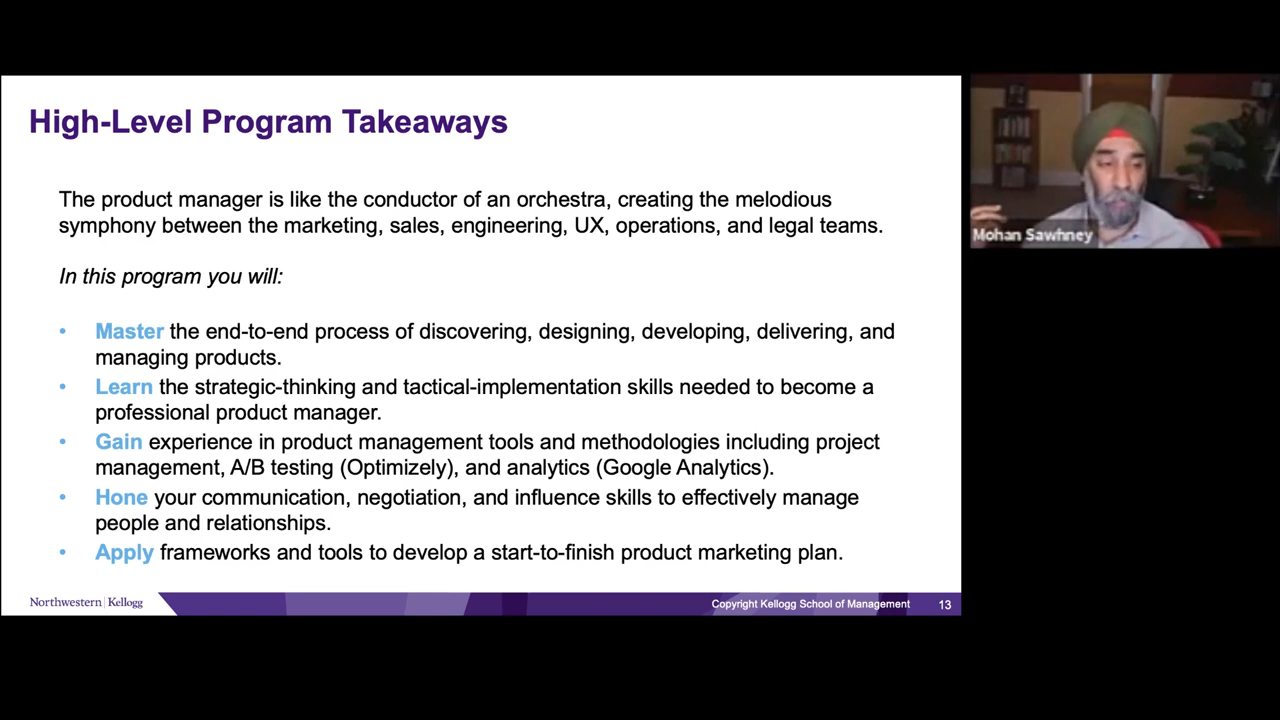 High-Level Program Takeaways
The product manager is like the conductor of an orchestra, creating the melodious
symphony between the marketing, sales, engineering, UX, operations, and legal teams.
In this program you will:
• Master the end-to-end process of discovering, designing, developing, delivering, and
managing products.
• Learn the strategic-thinking and tactical-implementation skills needed to become a
professional product manager.
• Gain experience in product management tools and methodologies including project
management, A/B testing (Optimizely), and analytics (Google Analytics).
• Hone your communication, negotiation, and influence skills to effectively manage
people and relationships.
• Apply frameworks and tools to develop a start-to-finish product marketing plan.
Northwestern | Kellogg
Copyright Kellogg School of Management 13
Mohan Sawhney